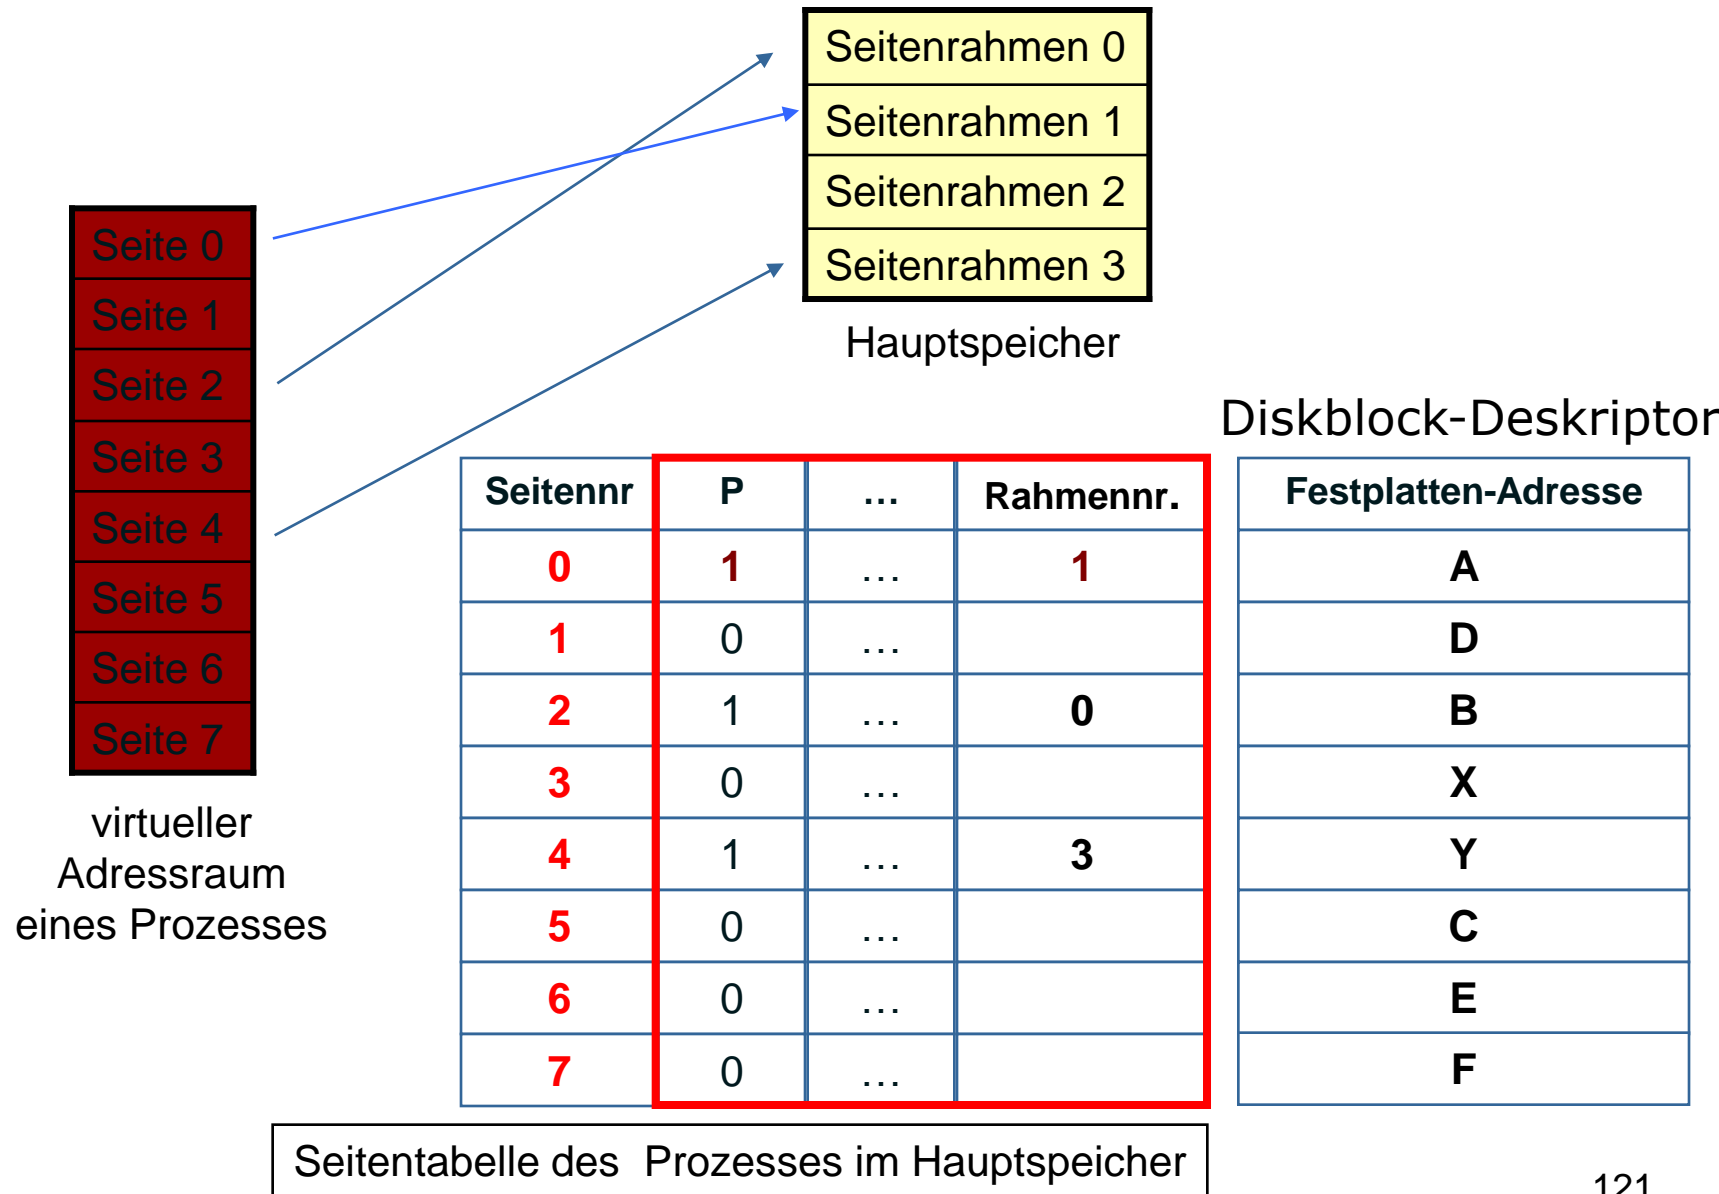 Seitenrahmen 0
Seitenrahmen 1
Seitenrahmen 2
Seitenrahmen 3
Hauptspeicher
Seite 0
Seite 1
Seite 2
Seite 3
Seite 4
Seite 5
Seite 6
Seite 7
virtueller
Adressraum
eines Prozesses
Diskblock-Deskriptor
Seitennr P … Rahmennr. Festplatten-Adresse
0 1 … 1 A
1 0 … D
2 1 … 0 B
3 0 … X
4 1 … 3 Y
5 0 … C
6 0 … E
7 0 … F
Seitentabelle des Prozesses im Hauptspeicher
121